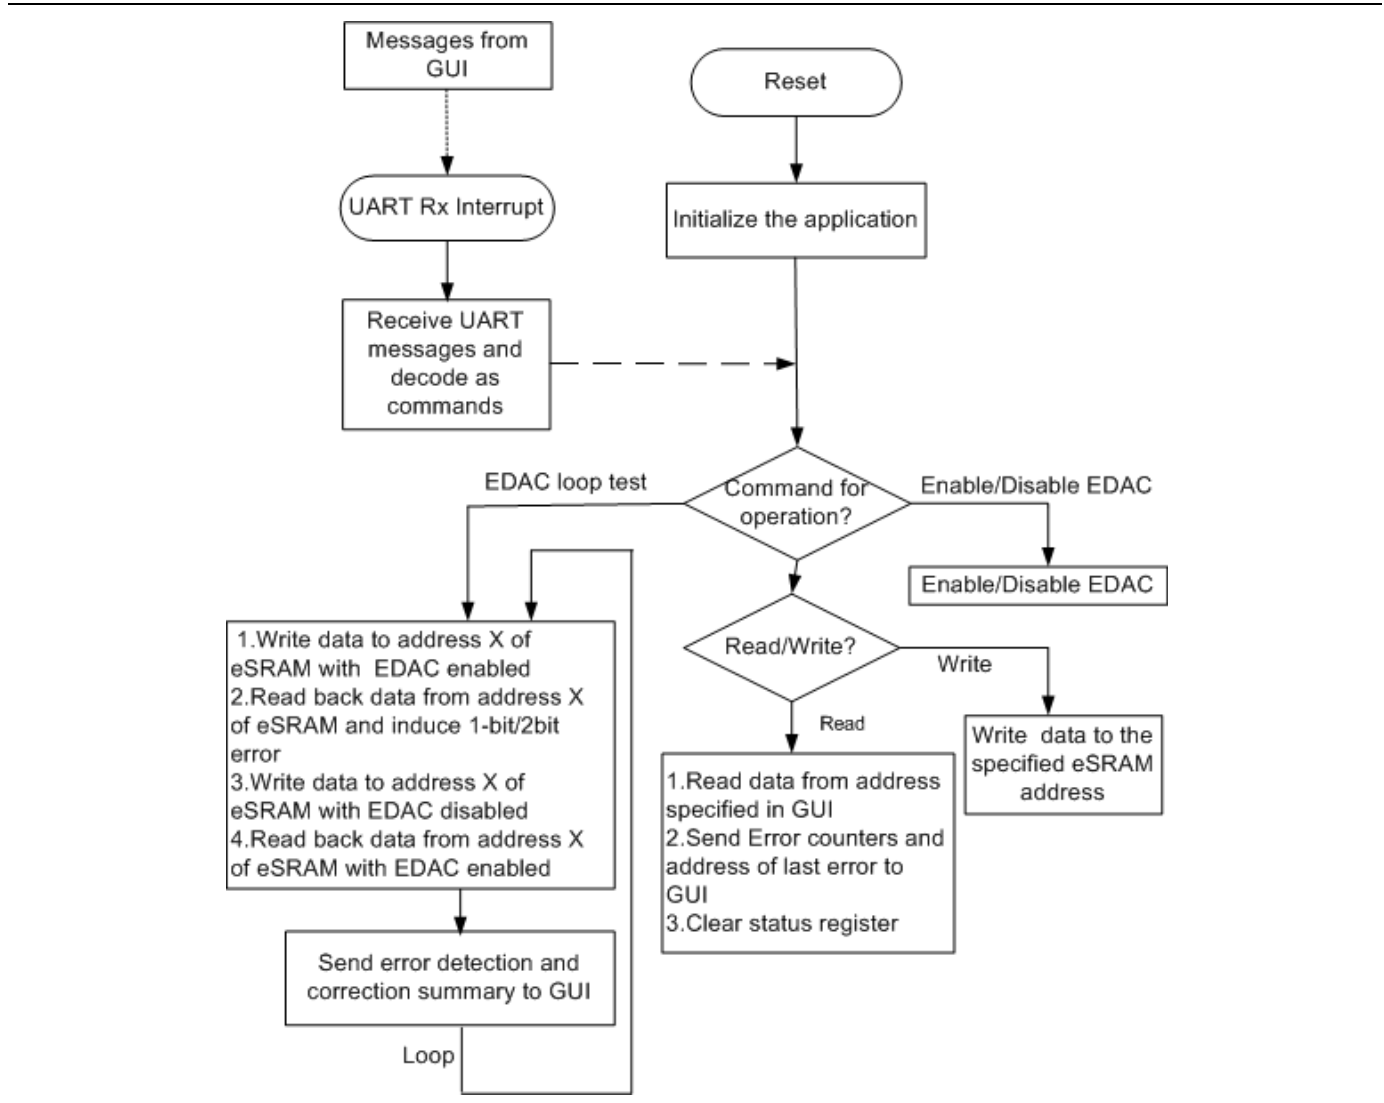 Messages from
GUI
Reset
UART Rx Interrupt
Initialize the application
Receive UART
messages and
decode as
commands
EDAC loop test
Command for
operation?
Enable/Disable EDAC
Enable/Disable EDAC
Read/Write?
Write
Read
Write data to the
specified eSRAM
address
1.Write data to address X of
eSRAM with EDAC enabled
2.Read back data from address X
of eSRAM and induce 1-bit/2bit
error
3.Write data to address X of
eSRAM with EDAC disabled
4.Read back data from address X
of eSRAM with EDAC enabled
1.Read data from address
specified in GUI
2.Send Error counters and
address of last error to
GUI
3.Clear status register
Send error detection and
correction summary to GUI
Loop